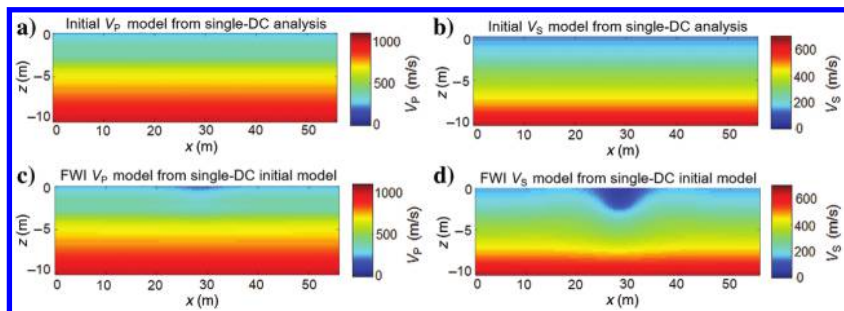 a) Initial VP model from single-DC analysis
0
−5
−10
z (m)
0 10 20 30 40 50
x (m)
1000
500
0
VP (m/s)
b) Initial VS model from single-DC analysis
0
−5
−10
z (m)
0 10 20 30 40 50
x (m)
600
400
200
0
VS (m/s)
c) FWI VP model from single-DC initial model
0
−5
−10
z (m)
0 10 20 30 40 50
x (m)
1000
500
0
VP (m/s)
d) FWI VS model from single-DC initial model
0
−5
−10
z (m)
0 10 20 30 40 50
x (m)
600
400
200
0
VS (m/s)